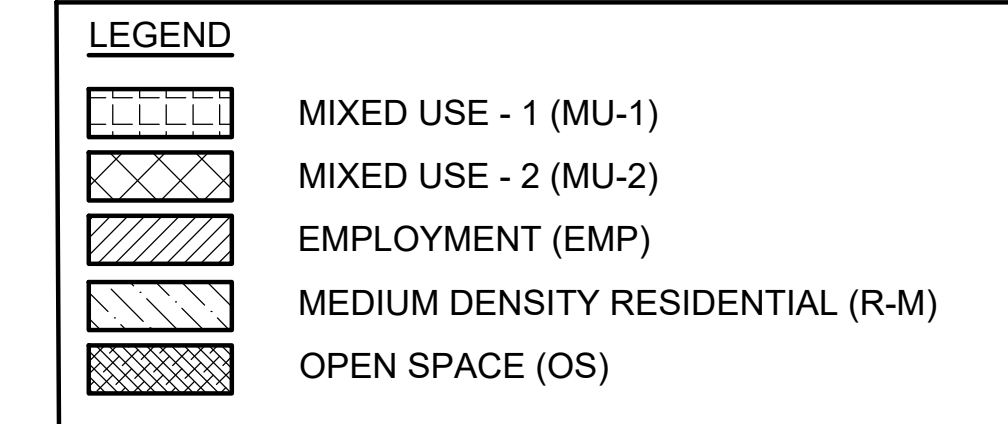 LEGEND
MIXED USE - 1 (MU-1)
MIXED USE - 2 (MU-2)
EMPLOYMENT (EMP)
MEDIUM DENSITY RESIDENTIAL (R-M)
OPEN SPACE (OS)